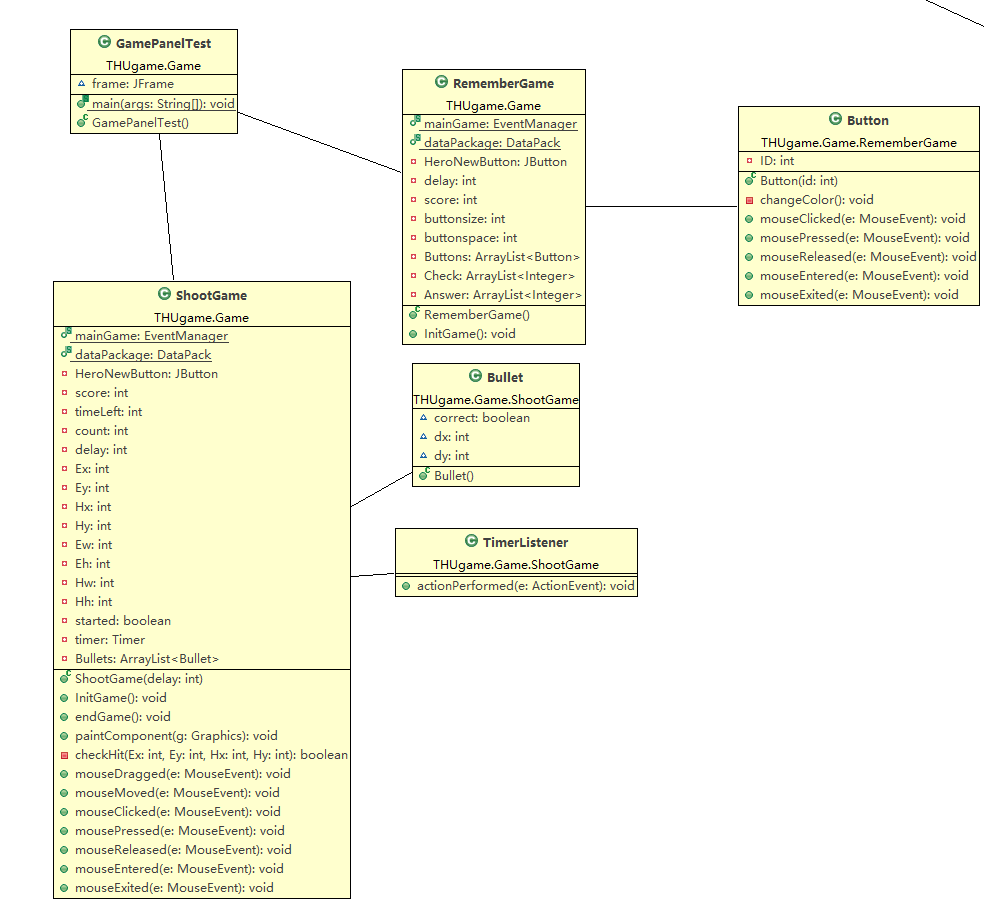 GamePanelTest
THUgame.Game
frame: JFrame
main(args: String[]): void
GamePanelTest()
RememberGame
THUgame.Game
mainGame: EventManager
dataPackage: DataPack
HeroNewButton: JButton
delay: int
score: int
buttonsize: int
buttonspace: int
Buttons: ArrayList<Button>
Check: ArrayList<Integer>
Answer: ArrayList<Integer>
RememberGame()
InitGame(): void
Button
THUgame.Game.RememberGame
ID: int
Button(id: int)
changeColor(): void
mouseClicked(e: MouseEvent): void
mousePressed(e: MouseEvent): void
mouseReleased(e: MouseEvent): void
mouseEntered(e: MouseEvent): void
mouseExited(e: MouseEvent): void
ShootGame
THUgame.Game
mainGame: EventManager
dataPackage: DataPack
HeroNewButton: JButton
score: int
timeLeft: int
count: int
delay: int
Ex: int
Ey: int
Hx: int
Hy: int
Ew: int
Eh: int
Hw: int
Hh: int
started: boolean
timer: Timer
Bullets: ArrayList<Bullet>
ShootGame(delay: int)
InitGame(): void
endGame(): void
paintComponent(g: Graphics): void
checkHit(Ex: int, Ey: int, Hx: int, Hy: int): boolean
mouseDragged(e: MouseEvent): void
mouseMoved(e: MouseEvent): void
mouseClicked(e: MouseEvent): void
mousePressed(e: MouseEvent): void
mouseReleased(e: MouseEvent): void
mouseEntered(e: MouseEvent): void
mouseExited(e: MouseEvent): void
Bullet
THUgame.Game.ShootGame
correct: boolean
dx: int
dy: int
Bullet()
TimerListener
THUgame.Game.ShootGame
actionPerformed(e: ActionEvent): void